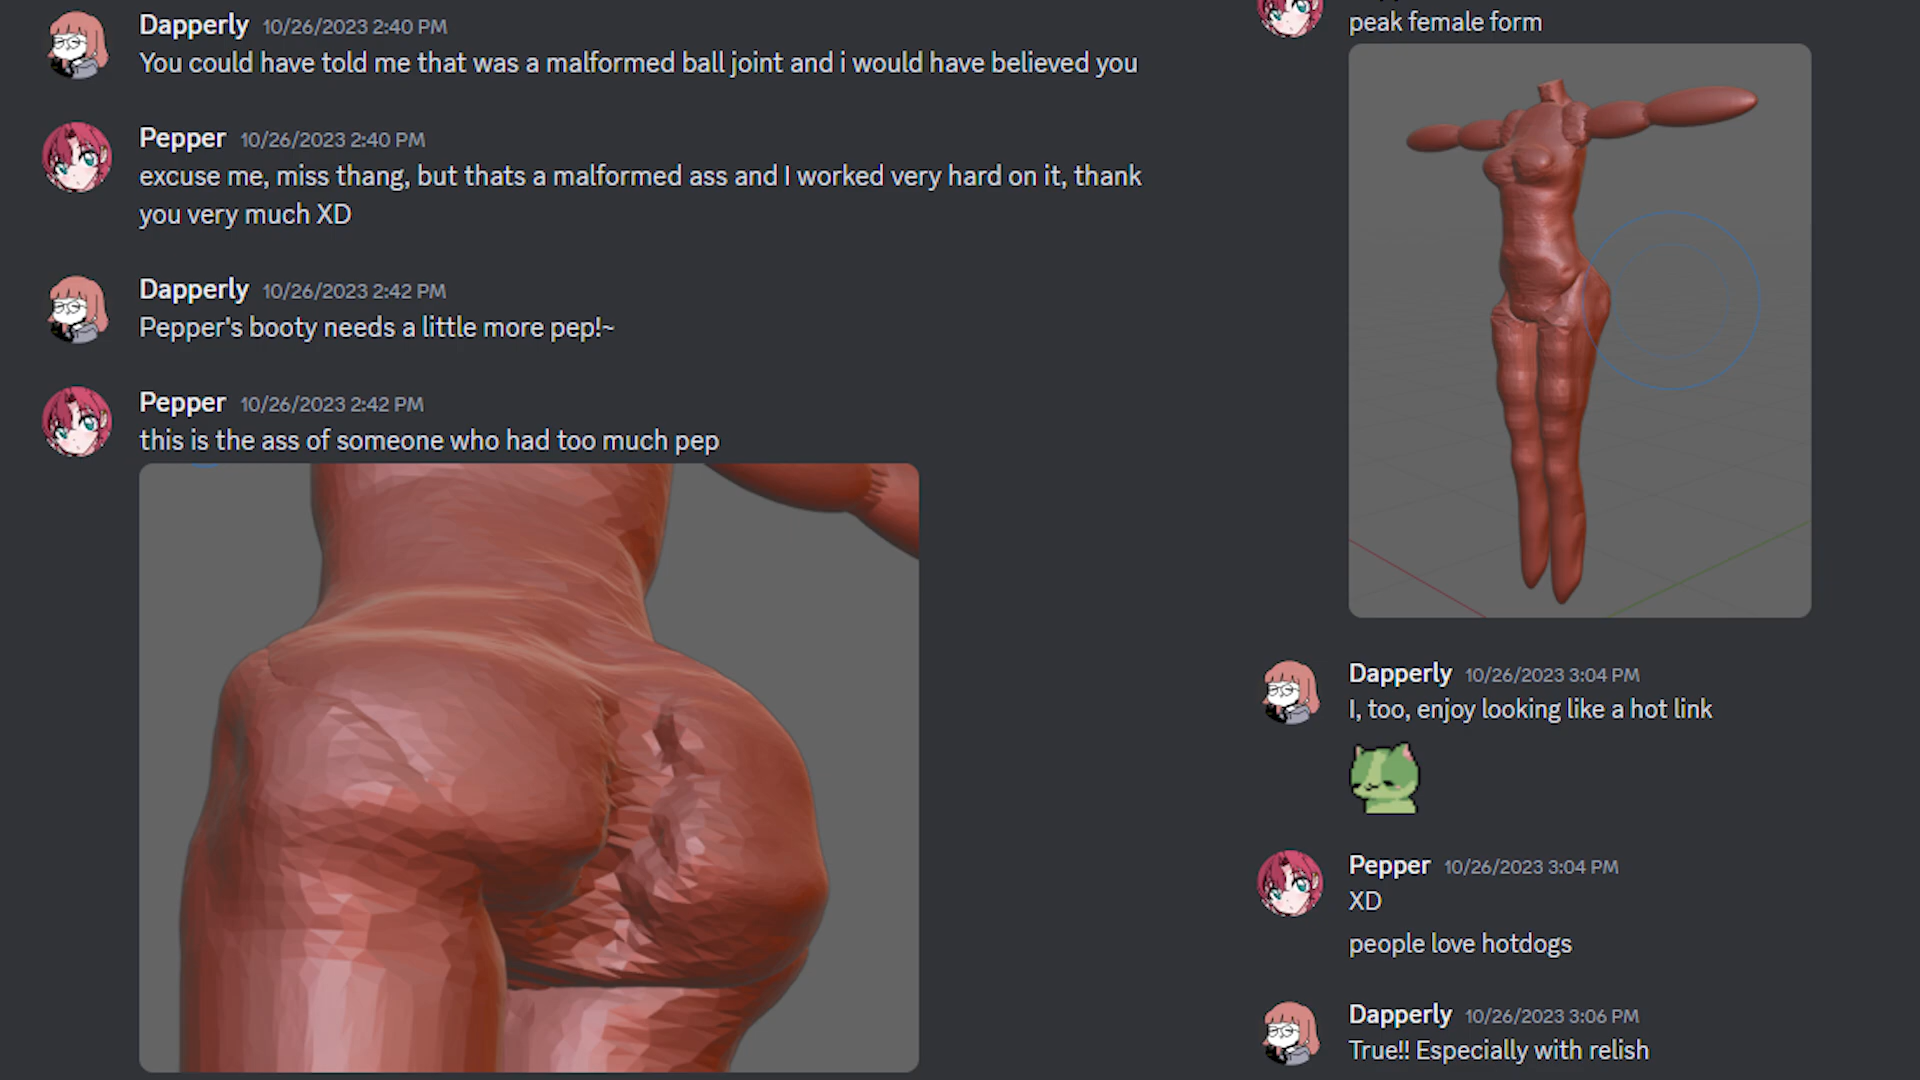 Dapperly 10/26/2023 2:40 PM
You could have told me that was a malformed ball joint and i would have believed you
Pepper 10/26/2023 2:40 PM
excuse me, miss thang, but thats a malformed ass and I worked very hard on it, thank
you very much XD
Dapperly 10/26/2023 2:42 PM
Pepper's booty needs a little more pep!~
Pepper 10/26/2023 2:42 PM
this is the ass of someone who had too much pep
peak female form
Dapperly 10/26/2023 3:04 PM
I, too, enjoy looking like a hot link
Pepper 10/26/2023 3:04 PM
XD
people love hotdogs
Dapperly 10/26/2023 3:06 PM
True!! Especially with relish